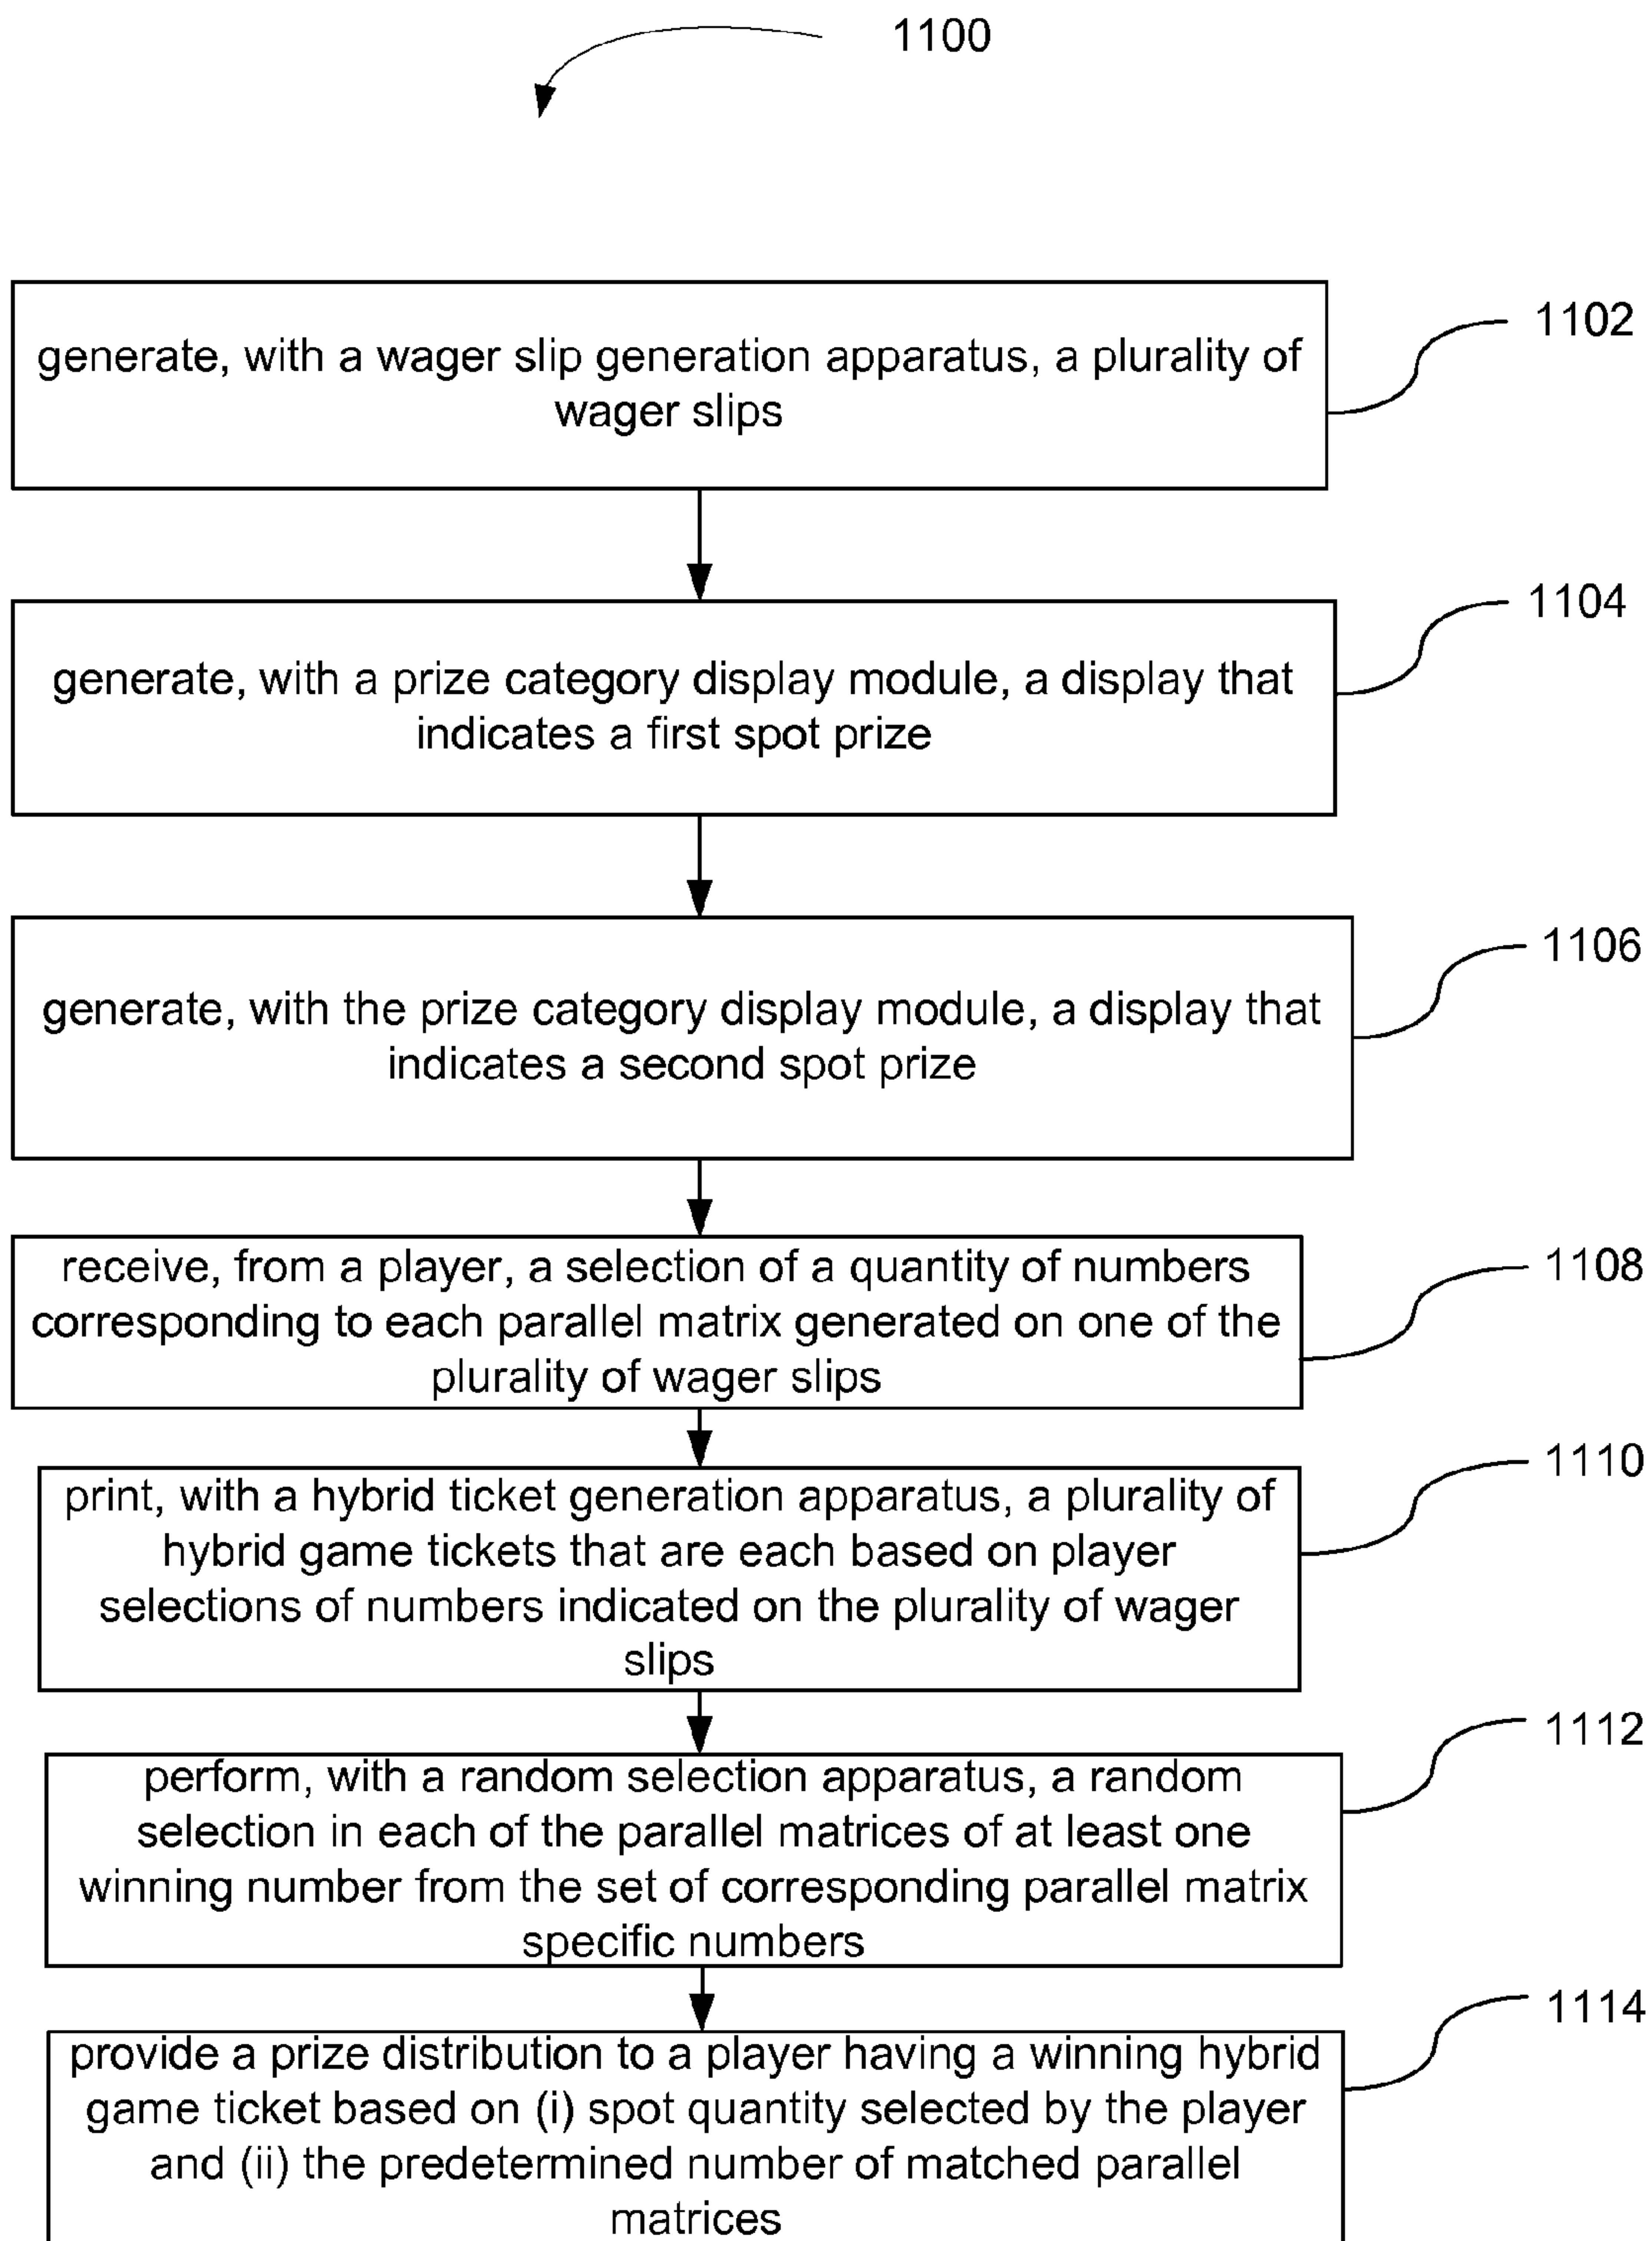 1100
generate, with a wager slip generation apparatus, a plurality of
wager slips
1102
generate, with a prize category display module, a display that
indicates a first spot prize
1104
generate, with the prize category display module, a display that
indicates a second spot prize
1106
receive, from a player, a selection of a quantity of numbers
corresponding to each parallel matrix generated on one of the
plurality of wager slips
1108
print, with a hybrid ticket generation apparatus, a plurality of
hybrid game tickets that are each based on player
selections of numbers indicated on the plurality of wager
slips
1110
perform, with a random selection apparatus, a random
selection in each of the parallel matrices of at least one
winning number from the set of corresponding parallel matrix
specific numbers
1112
provide a prize distribution to a player having a winning hybrid
game ticket based on (i) spot quantity selected by the player
and (ii) the predetermined number of matched parallel
matrices
1114